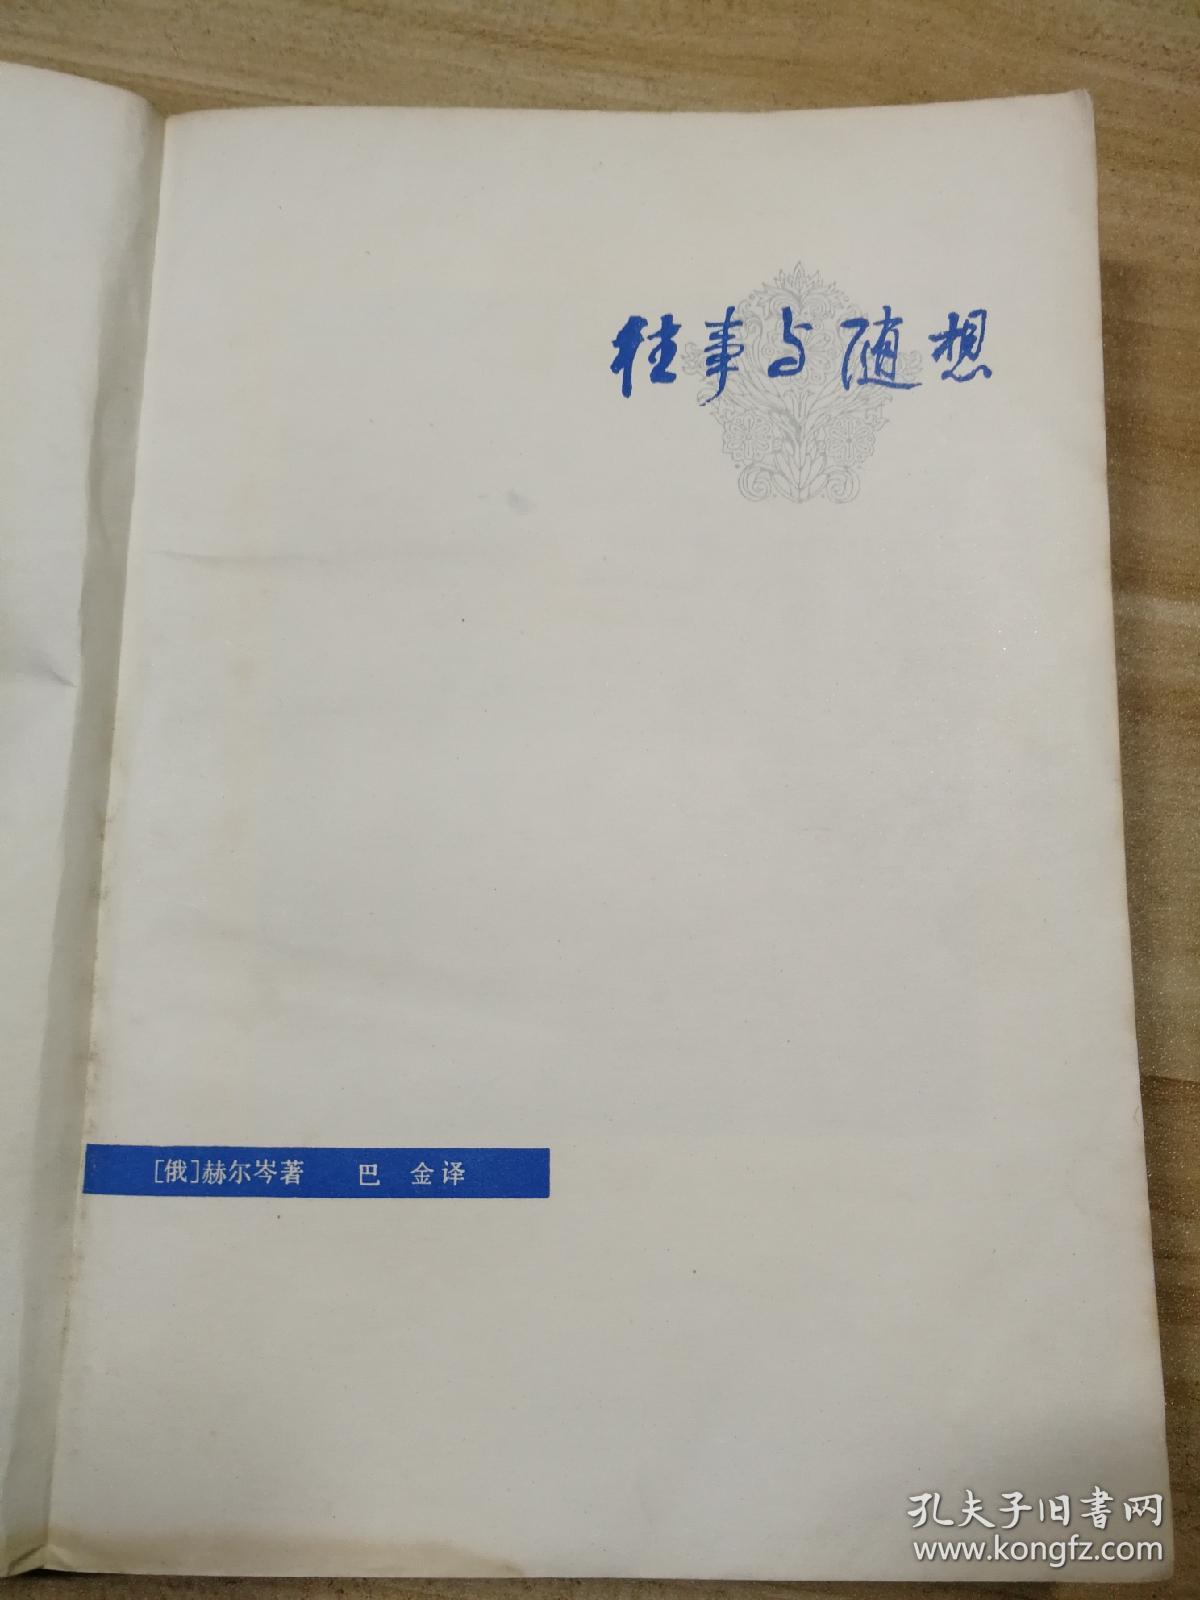 往事与随想
[俄]赫尔岑著 巴 金译
孔夫子旧书网
www.kongfz.com